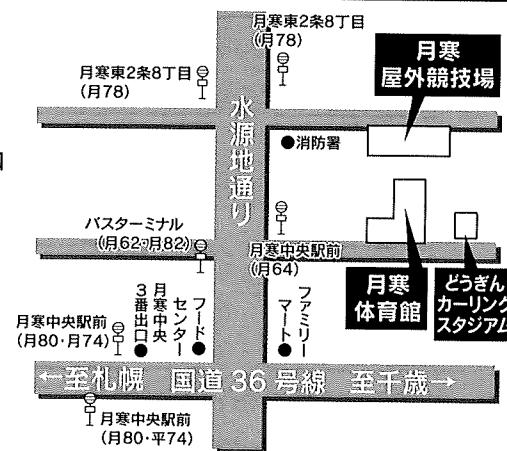 月寒東2条8丁目
(月78)
月寒東2条8丁目
(月78)
月寒
屋外競技場
水源地通り
●消防署
バスターミナル
(月62・月82)
月寒中央駅前
(月64)
月寒
体育館
どうぎん
カーリング
スタジアム
月寒中央駅前
(月80・月74)
月寒中央
3番出口
フード
センター
ファミリー
マート
←至札幌 国道36号線 至千歳→
月寒中央駅前
(月80・平74)